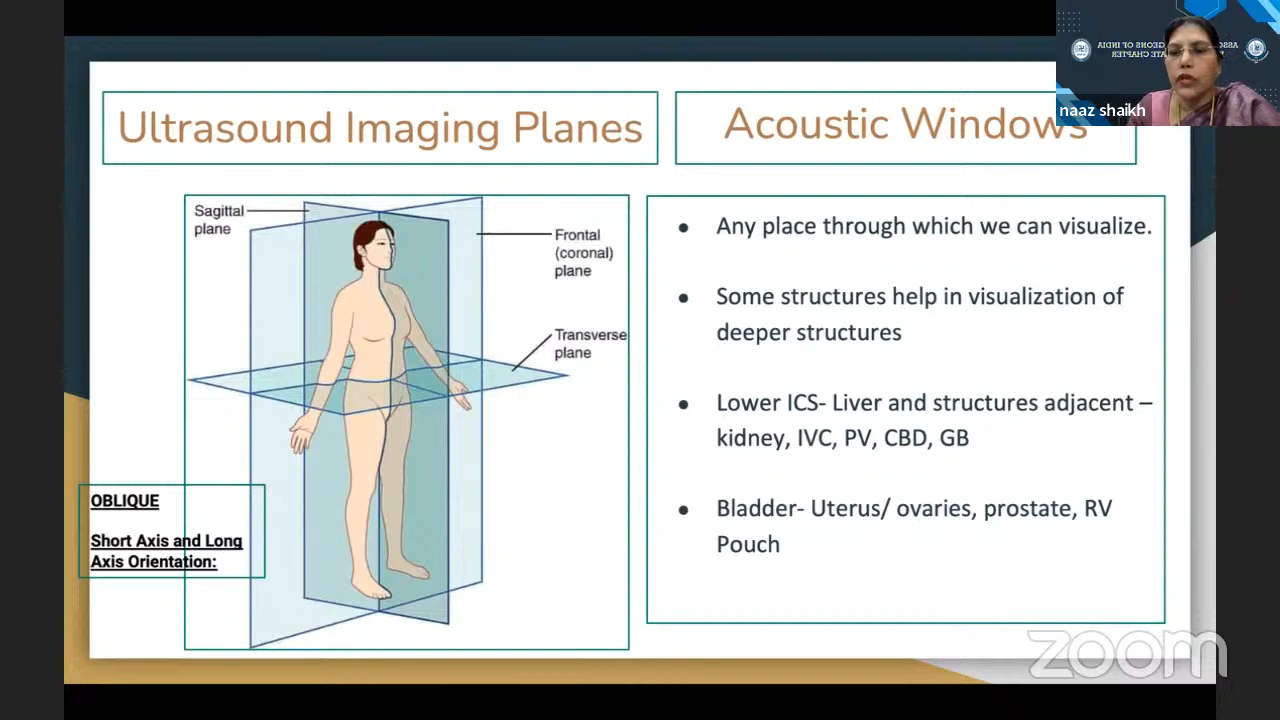 Ultrasound Imaging Planes
Acoustic Windows
naaz shaikh
Sagittal
plane
Frontal
(coronal)
plane
Transverse
plane
OBLIQUE
Short Axis and Long
Axis Orientation:
• Any place through which we can visualize.
• Some structures help in visualization of
deeper structures
• Lower ICS- Liver and structures adjacent –
kidney, IVC, PV, CBD, GB
• Bladder- Uterus/ ovaries, prostate, RV
Pouch
zoom